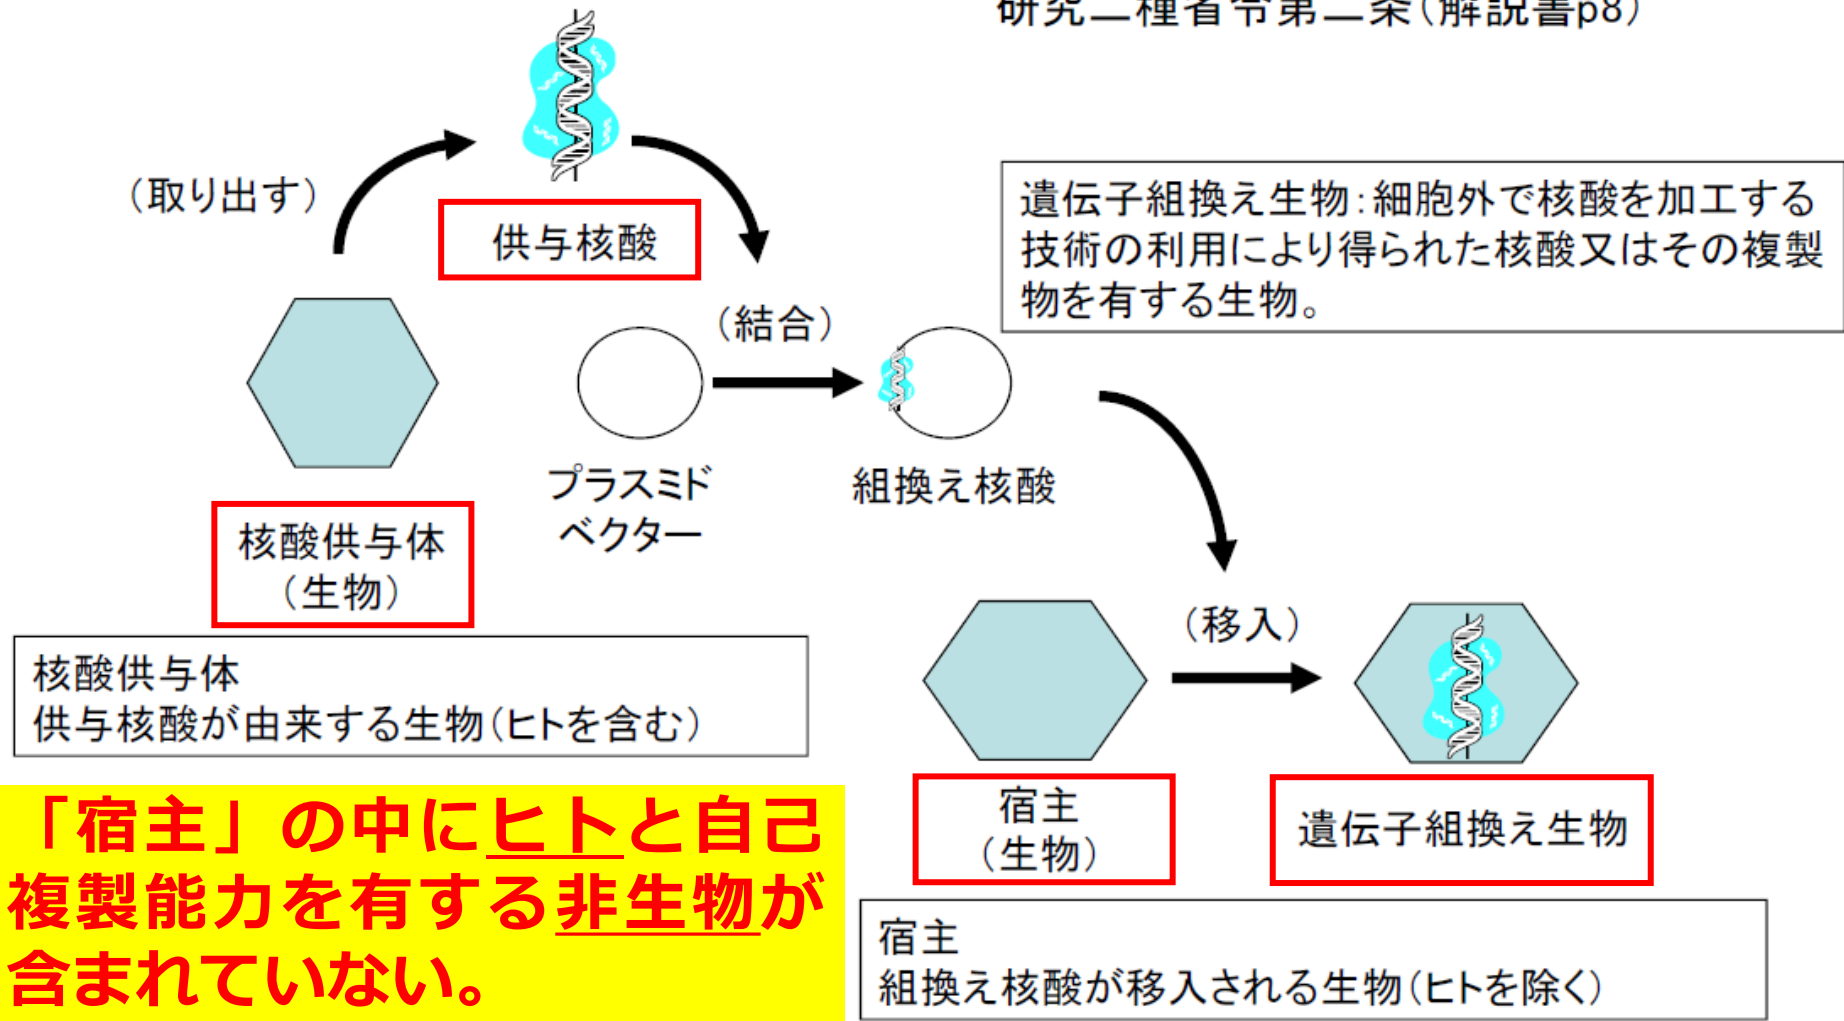 研究二種省令第二条（解説書p8）
（取り出す）
供与核酸
遺伝子組換え生物：細胞外で核酸を加工する
技術の利用により得られた核酸又はその複製
物を有する生物。
（結合）
プラスミド
ベクター
組換え核酸
核酸供与体
（生物）
核酸供与体
供与核酸が由来する生物（ヒトを含む）
（移入）
宿主
（生物）
遺伝子組換え生物
「宿主」の中にヒトと自己
複製能力を有する非生物が
含まれていない。
宿主
組換え核酸が移入される生物（ヒトを除く）